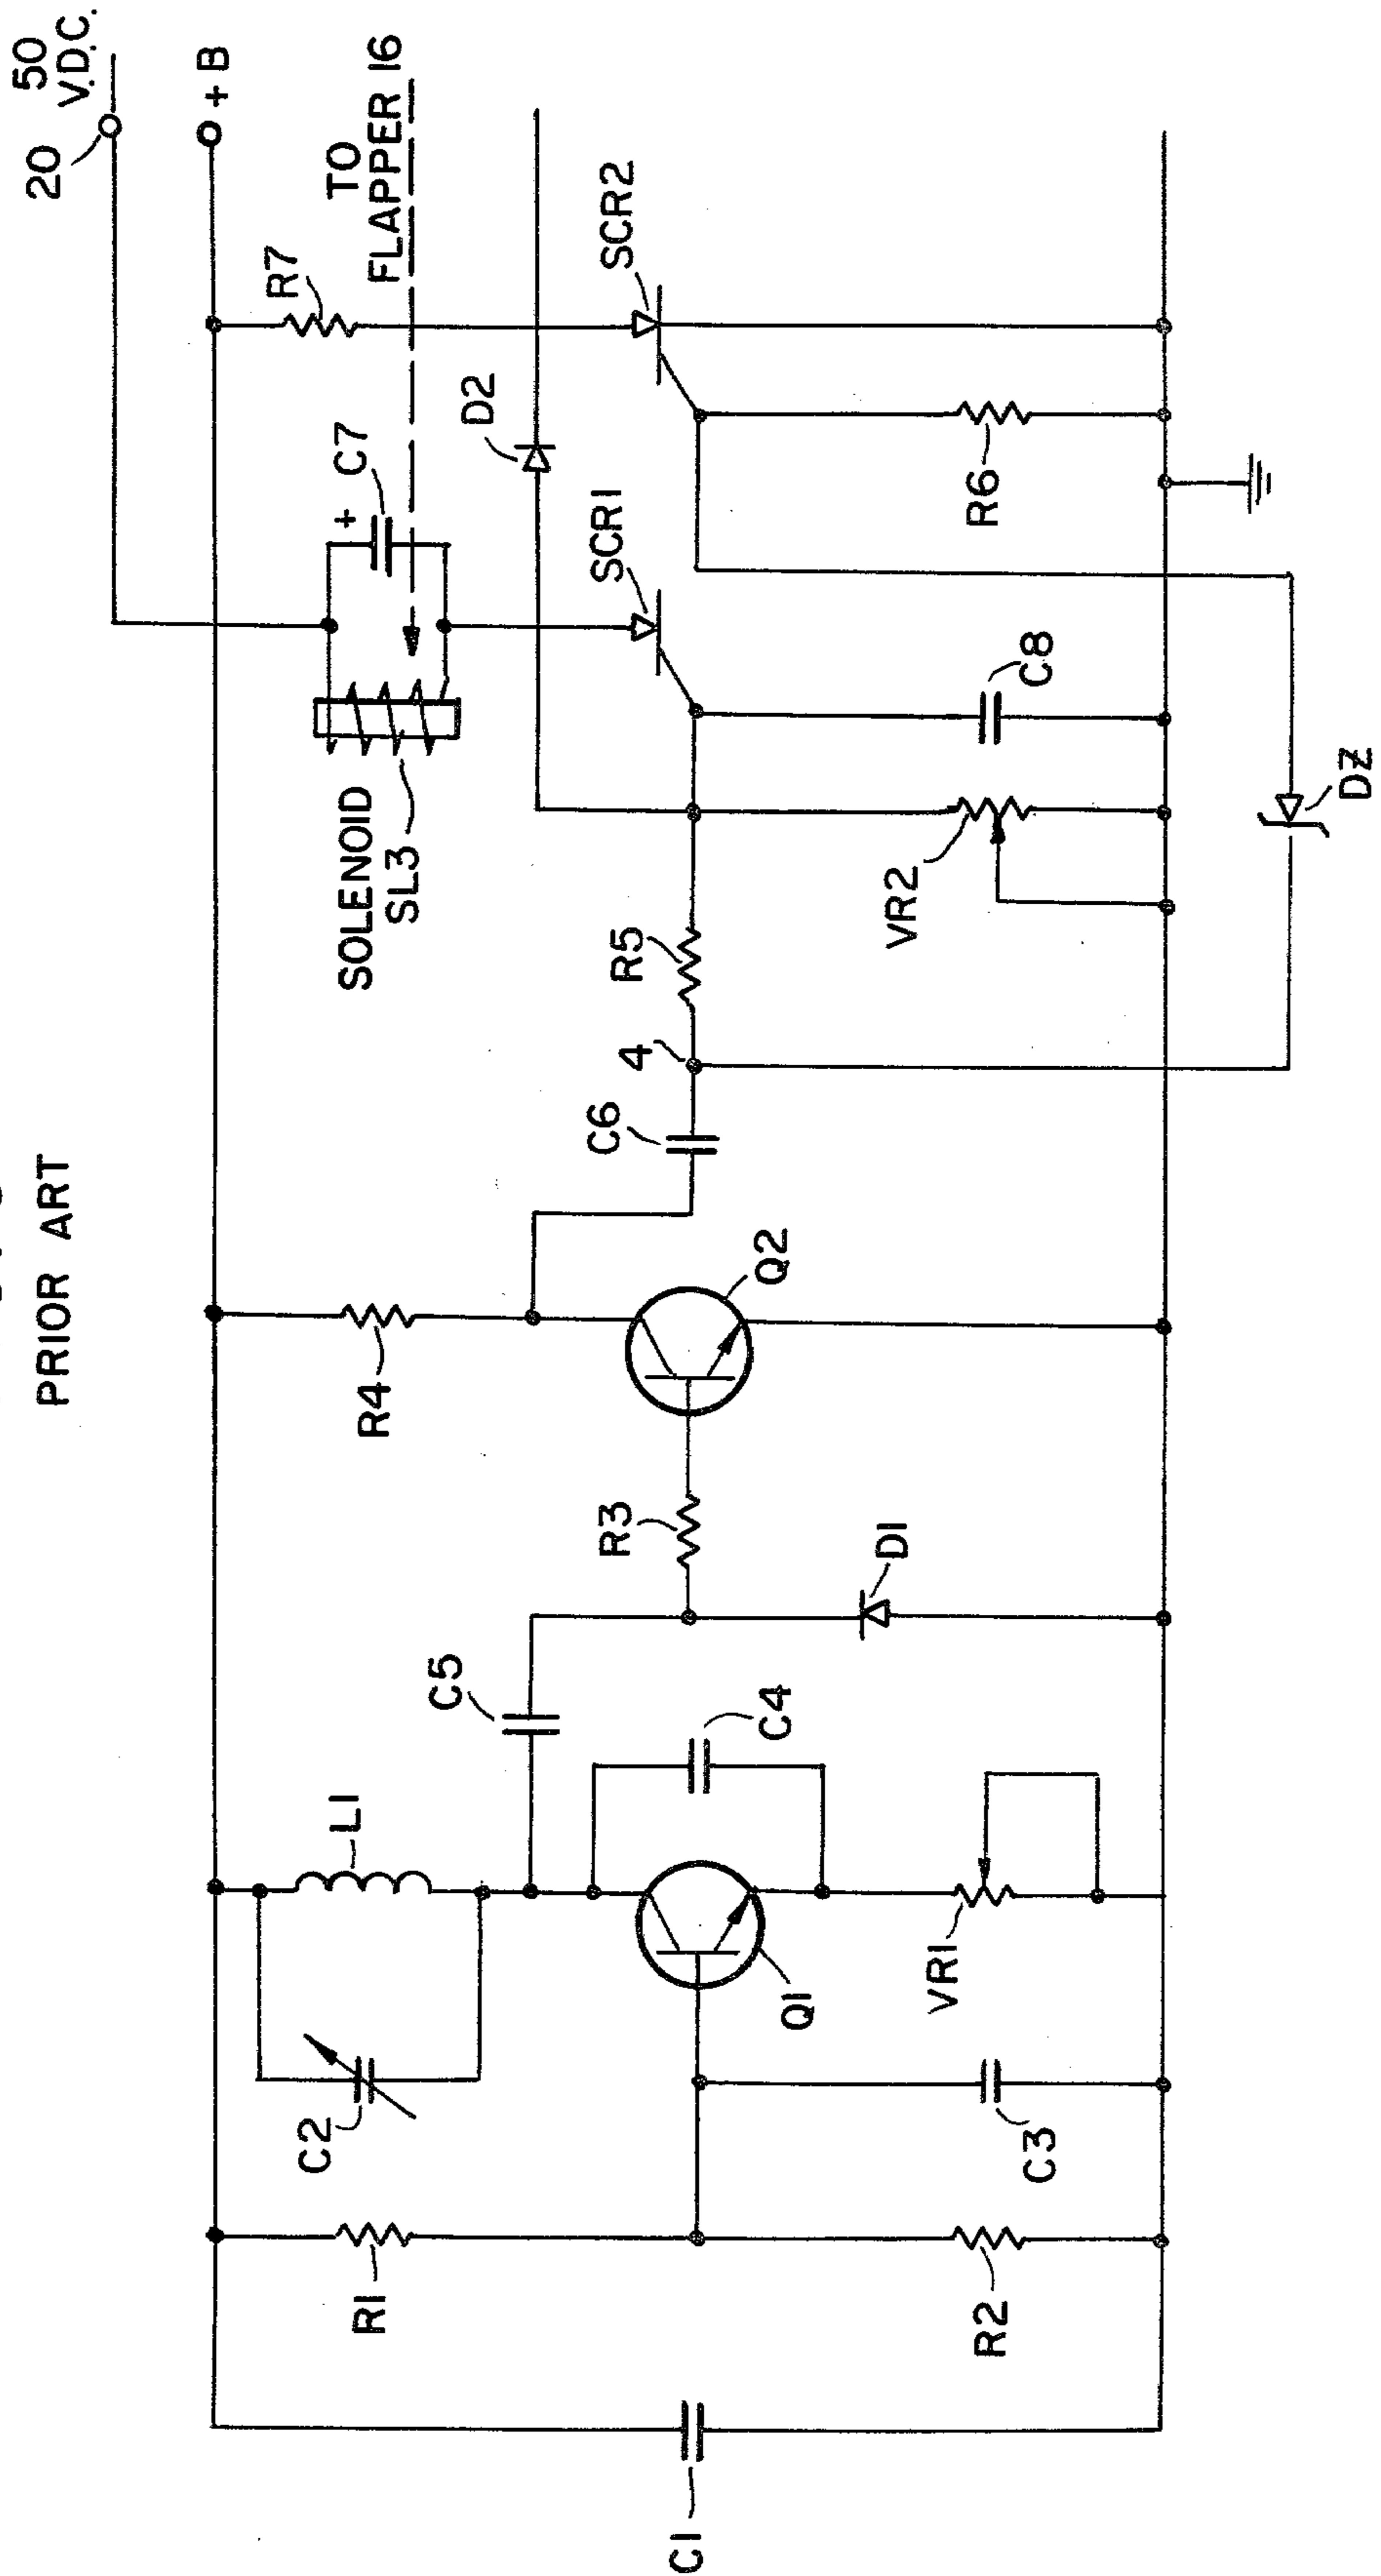 PRIOR ART
20
50
V.D.C.
+ B
C1
R1
R2
C2
L1
C3
Q1
VR1
C4
C5
D1
R3
R4
Q2
C6
4
R5
VR2
SOLENOID
SL3
+
C7
TO
FLAPPER 16
D2
R7
SCR1
SCR2
C8
R6
DZ